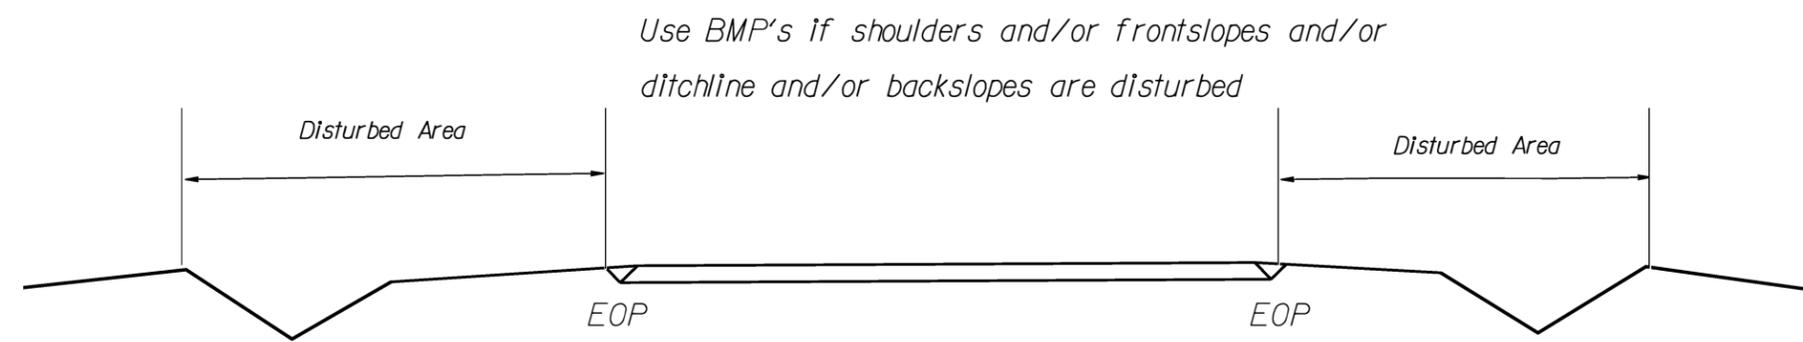 Use BMP's if shoulders and/or frontslopes and/or
ditchline and/or backslopes are disturbed
Disturbed Area
Disturbed Area
EOP
EOP